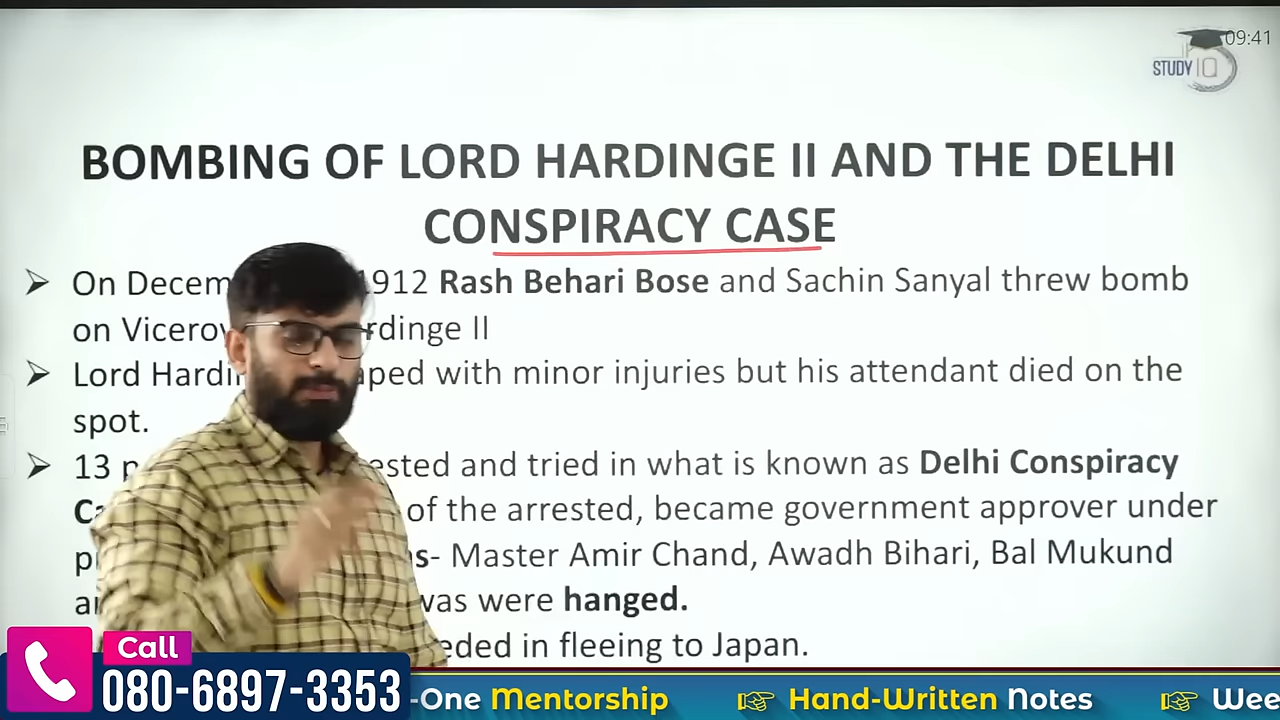 09:41
STUDY IQ
BOMBING OF LORD HARDINGE II AND THE DELHI
CONSPIRACY CASE
➢ On Decem 1912 Rash Behari Bose and Sachin Sanyal threw bomb
on Vicero rdinge II
➢ Lord Hardi aped with minor injuries but his attendant died on the
spot.
➢ 13 p ested and tried in what is known as Delhi Conspiracy
Ca of the arrested, became government approver under
p s- Master Amir Chand, Awadh Bihari, Bal Mukund
a was were hanged.
eded in fleeing to Japan.
Call
080-6897-3353
-One Mentorship Hand-Written Notes Wee